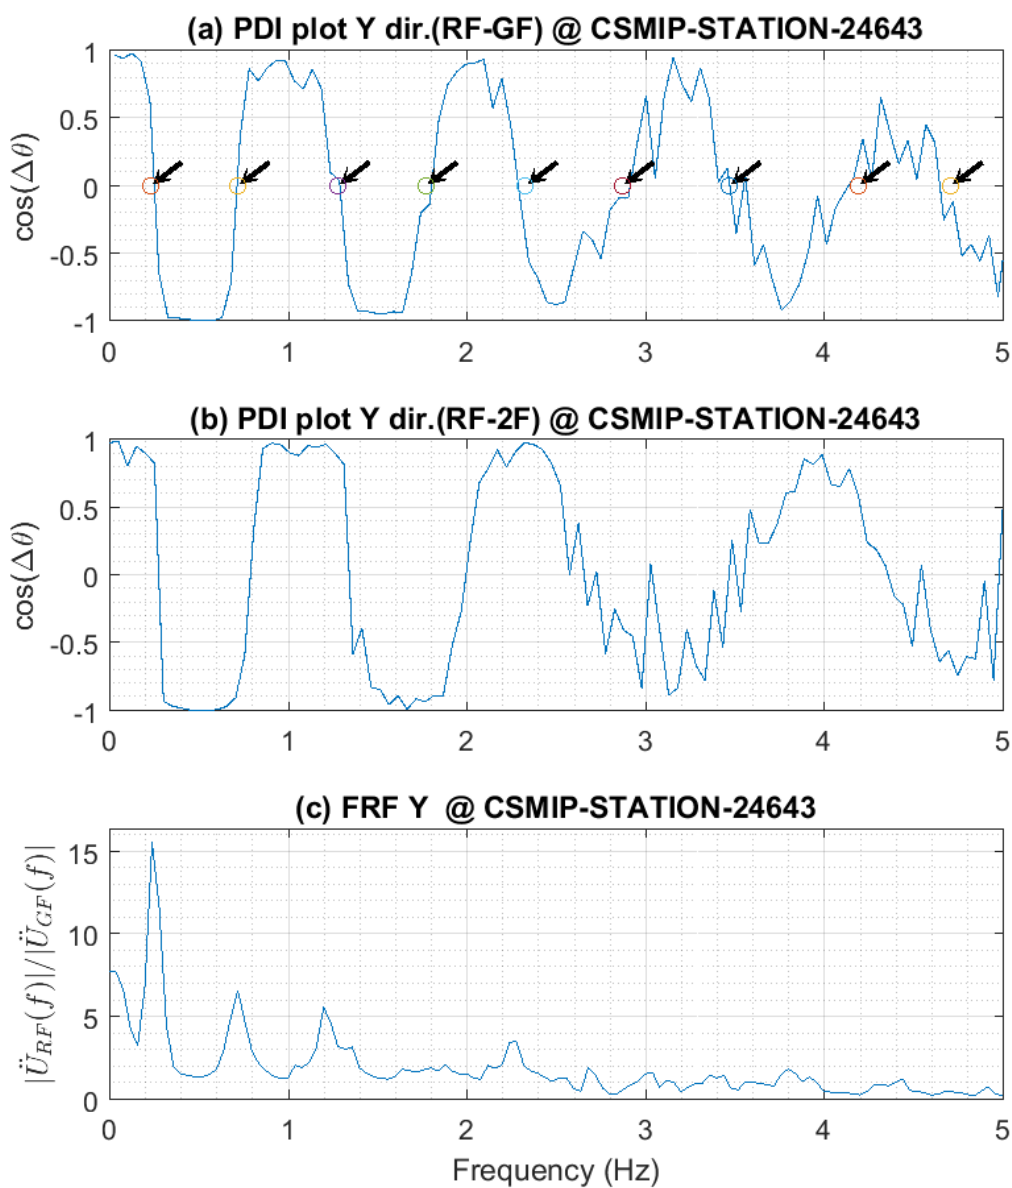 (a) PDI plot Y dir.(RF-GF) @ CSMIP-STATION-24643
1
0.5
0
-0.5
-1
cos(Δθ)
0 1 2 3 4 5
(b) PDI plot Y dir.(RF-2F) @ CSMIP-STATION-24643
1
0.5
0
-0.5
-1
cos(Δθ)
0 1 2 3 4 5
(c) FRF Y @ CSMIP-STATION-24643
15
10
5
0
|Ü_RF(f)|/|Ü_GF(f)|
0 1 2 3 4 5
Frequency (Hz)